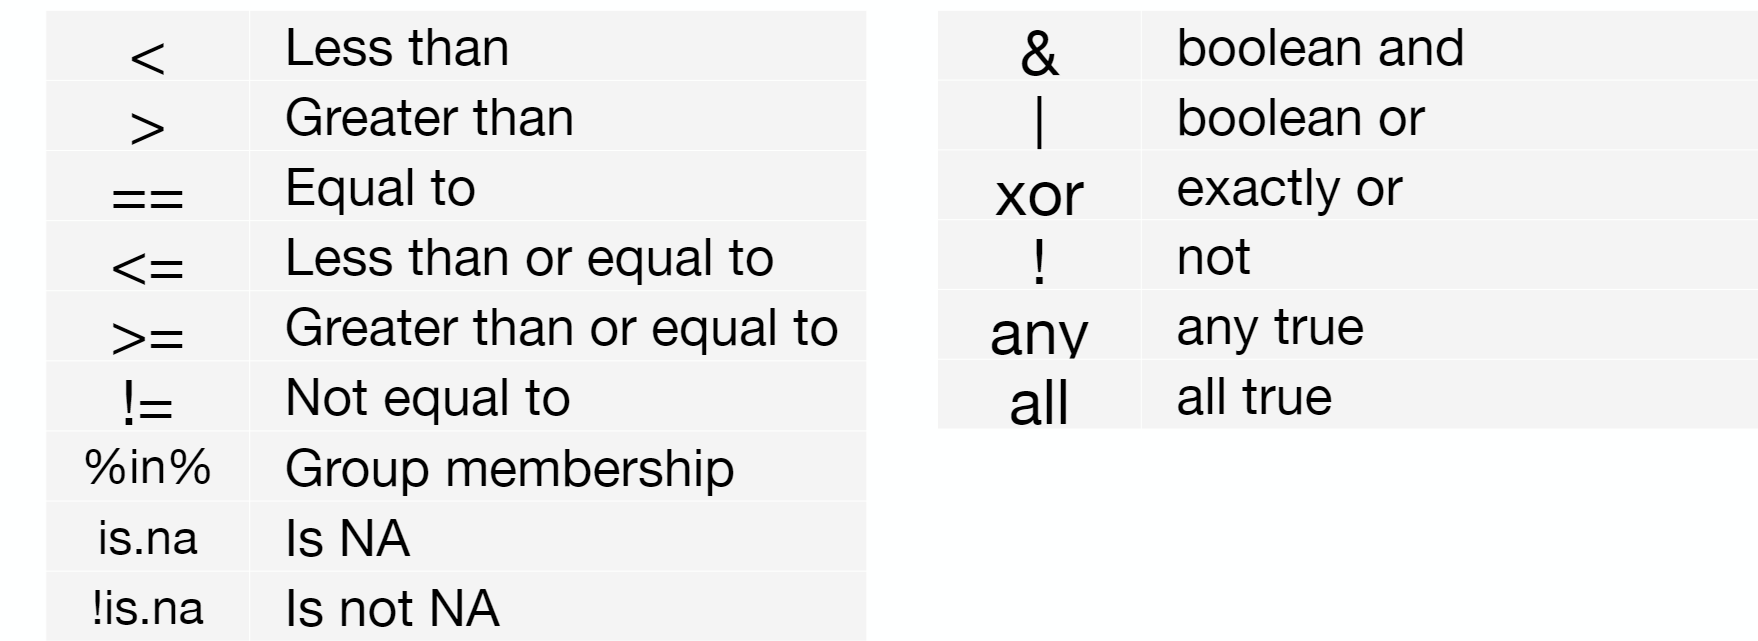 < Less than
> Greater than
== Equal to
<= Less than or equal to
>= Greater than or equal to
!= Not equal to
%in% Group membership
is.na Is NA
!is.na Is not NA
& boolean and
| boolean or
xor exactly or
! not
any any true
all all true